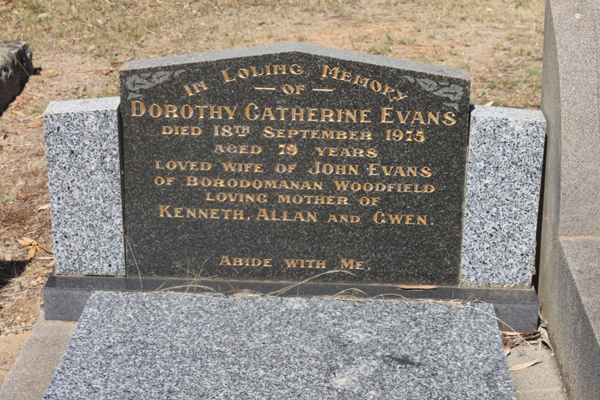 In Loving Memory
— OF —
Dorothy Catherine Evans
died 18th September 1975
aged 79 years
loved wife of John Evans
of Borodomanan Woodfield
loving mother of
Kenneth, Allan and Gwen.
Abide with Me.